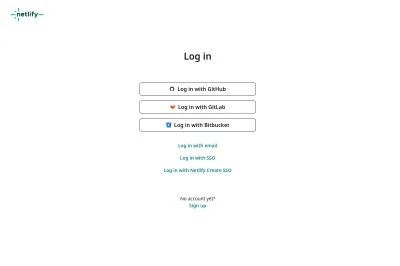 netlify
Log in
Log in with GitHub
Log in with GitLab
Log in with Bitbucket
Log in with email
Log in with SSO
Log in with Netlify Create SSO
No account yet?
Sign up